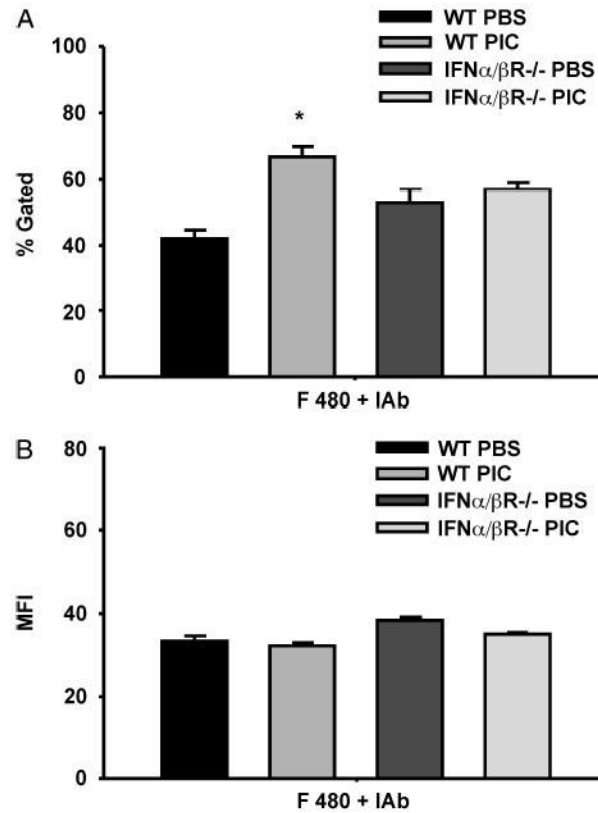 A
WT PBS
WT PIC
IFNα/βR-/- PBS
IFNα/βR-/- PIC
100
80
60
40
20
0
% Gated
*
F 480 + IAb
B
WT PBS
WT PIC
IFNα/βR-/- PBS
IFNα/βR-/- PIC
80
60
40
20
0
MFI
F 480 + IAb